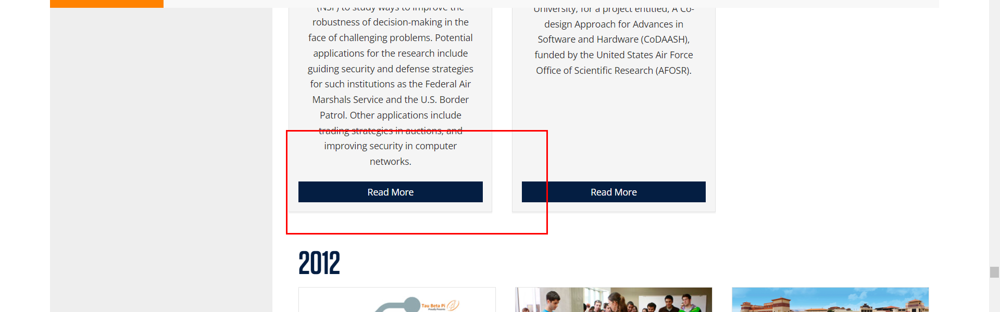 (NSF) to study ways to improve the
robustness of decision-making in the
face of challenging problems. Potential
applications for the research include
guiding security and defense strategies
for such institutions as the Federal Air
Marshals Service and the U.S. Border
Patrol. Other applications include
trading strategies in auctions, and
improving security in computer
networks.
Read More
University, for a project entitled, A Co-
design Approach for Advances in
Software and Hardware (CoDAASH),
funded by the United States Air Force
Office of Scientific Research (AFOSR).
Read More
2012
Tau Beta Pi
Proudly Presents